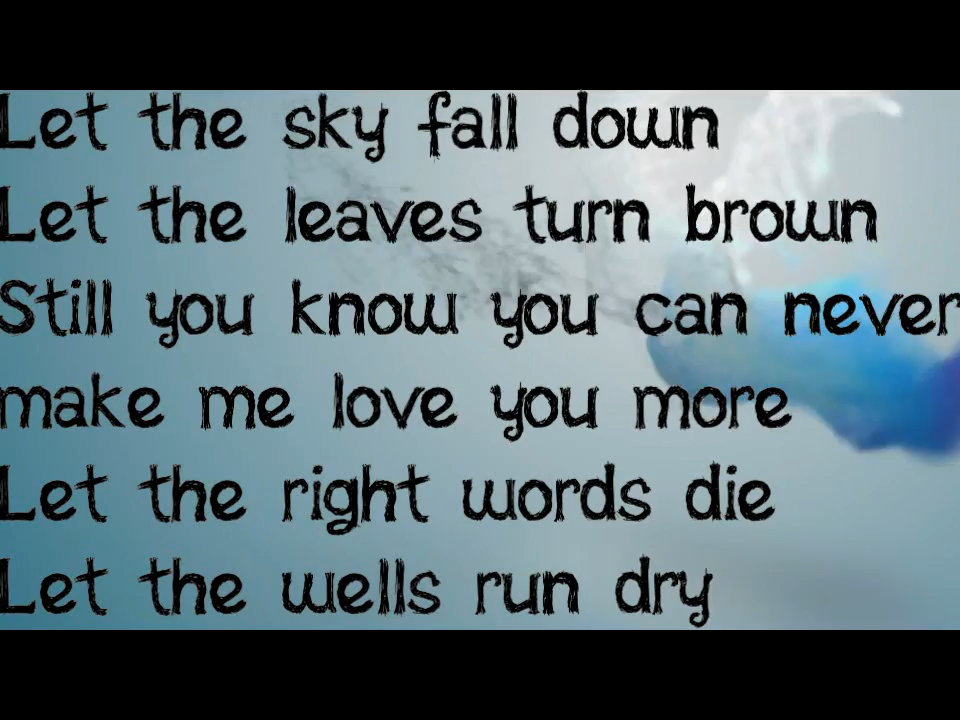 Let the sky fall down
Let the leaves turn brown
Still you know you can never
make me love you more
Let the right words die
Let the wells run dry